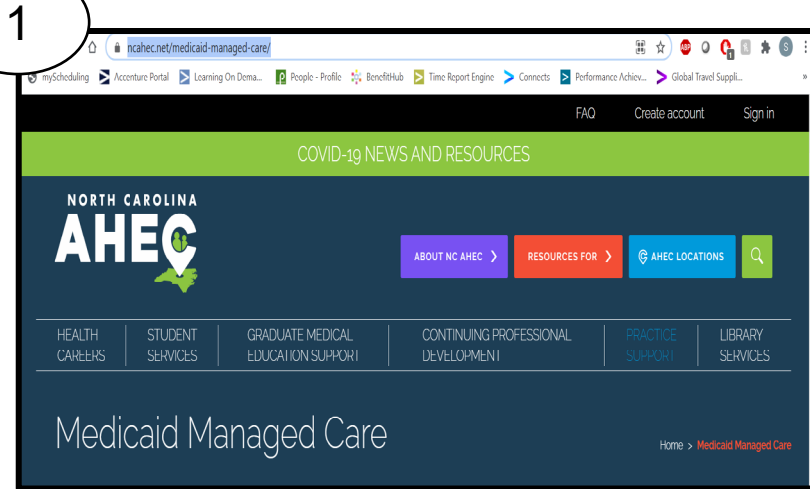 1
ncahec.net/medicaid-managed-care/
ABP
1
S
myScheduling Accenture Portal Learning On Dema... People - Profile BenefitHub Time Report Engine Connects Performance Achiev... Global Travel Suppli... »
FAQ Create account Sign in
COVID-19 NEWS AND RESOURCES
NORTH CAROLINA
AHEC
ABOUT NC AHEC RESOURCES FOR AHEC LOCATIONS
HEALTH CAREERS
STUDENT SERVICES
GRADUATE MEDICAL EDUCATION SUPPORT
CONTINUING PROFESSIONAL DEVELOPMENT
PRACTICE SUPPORT
LIBRARY SERVICES
Medicaid Managed Care
Home > Medicaid Managed Care